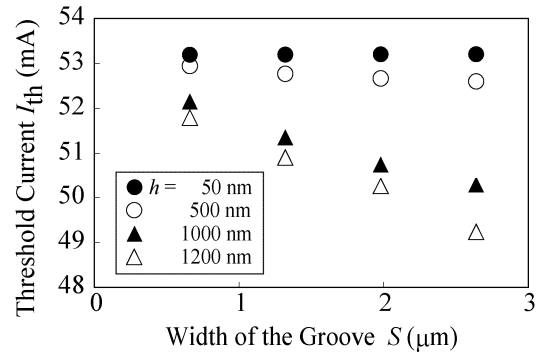 Threshold Current Ith (mA)
54
53
52
51
50
49
48
h = 50 nm
500 nm
1000 nm
1200 nm
0
1
2
3
Width of the Groove S (μm)